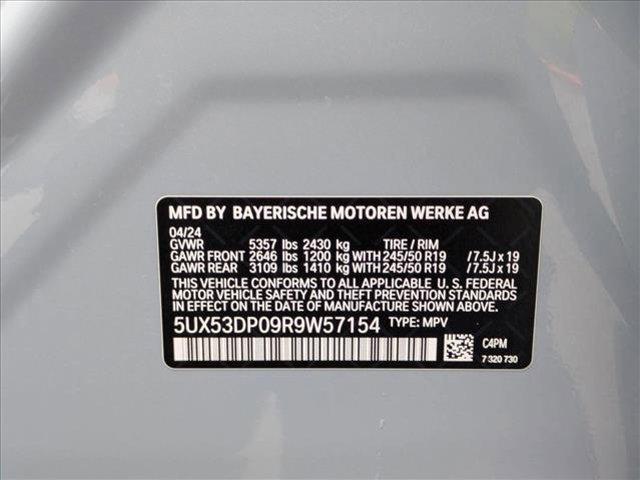 MFD BY BAYERISCHE MOTOREN WERKE AG
04/24
GVWR 5357 lbs 2430 kg TIRE / RIM
GAWR FRONT 2646 lbs 1200 kg WITH 245/50 R19 /7.5J x 19
GAWR REAR 3109 lbs 1410 kg WITH 245/50 R19 /7.5J x 19
THIS VEHICLE CONFORMS TO ALL APPLICABLE U. S. FEDERAL
MOTOR VEHICLE SAFETY, BUMPER, AND THEFT PREVENTION STANDARDS
IN EFFECT ON THE DATE OF MANUFACTURE SHOWN ABOVE.
5UX53DP09R9W57154 TYPE: MPV
C4PM
7 320 730